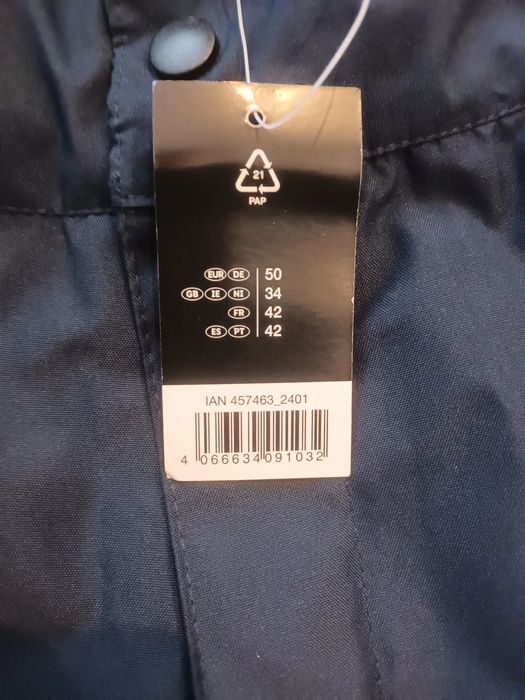 21
PAP
EUR DE 50
GB IE NI 34
FR 42
ES PT 42
IAN 457463_2401
4 066634 091032